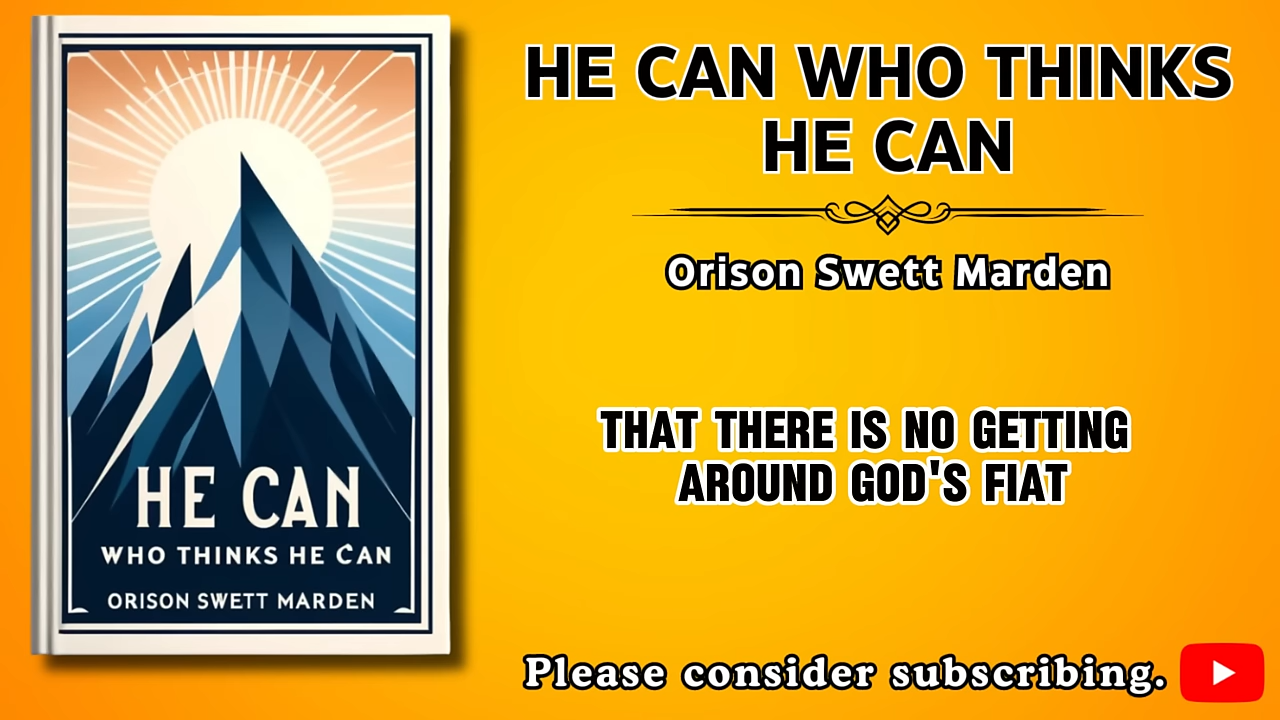 HE CAN
WHO THINKS HE CAN
ORISON SWETT MARDEN
HE CAN WHO THINKS
HE CAN
Orison Swett Marden
THAT THERE IS NO GETTING
AROUND GOD'S FIAT
Please consider subscribing.